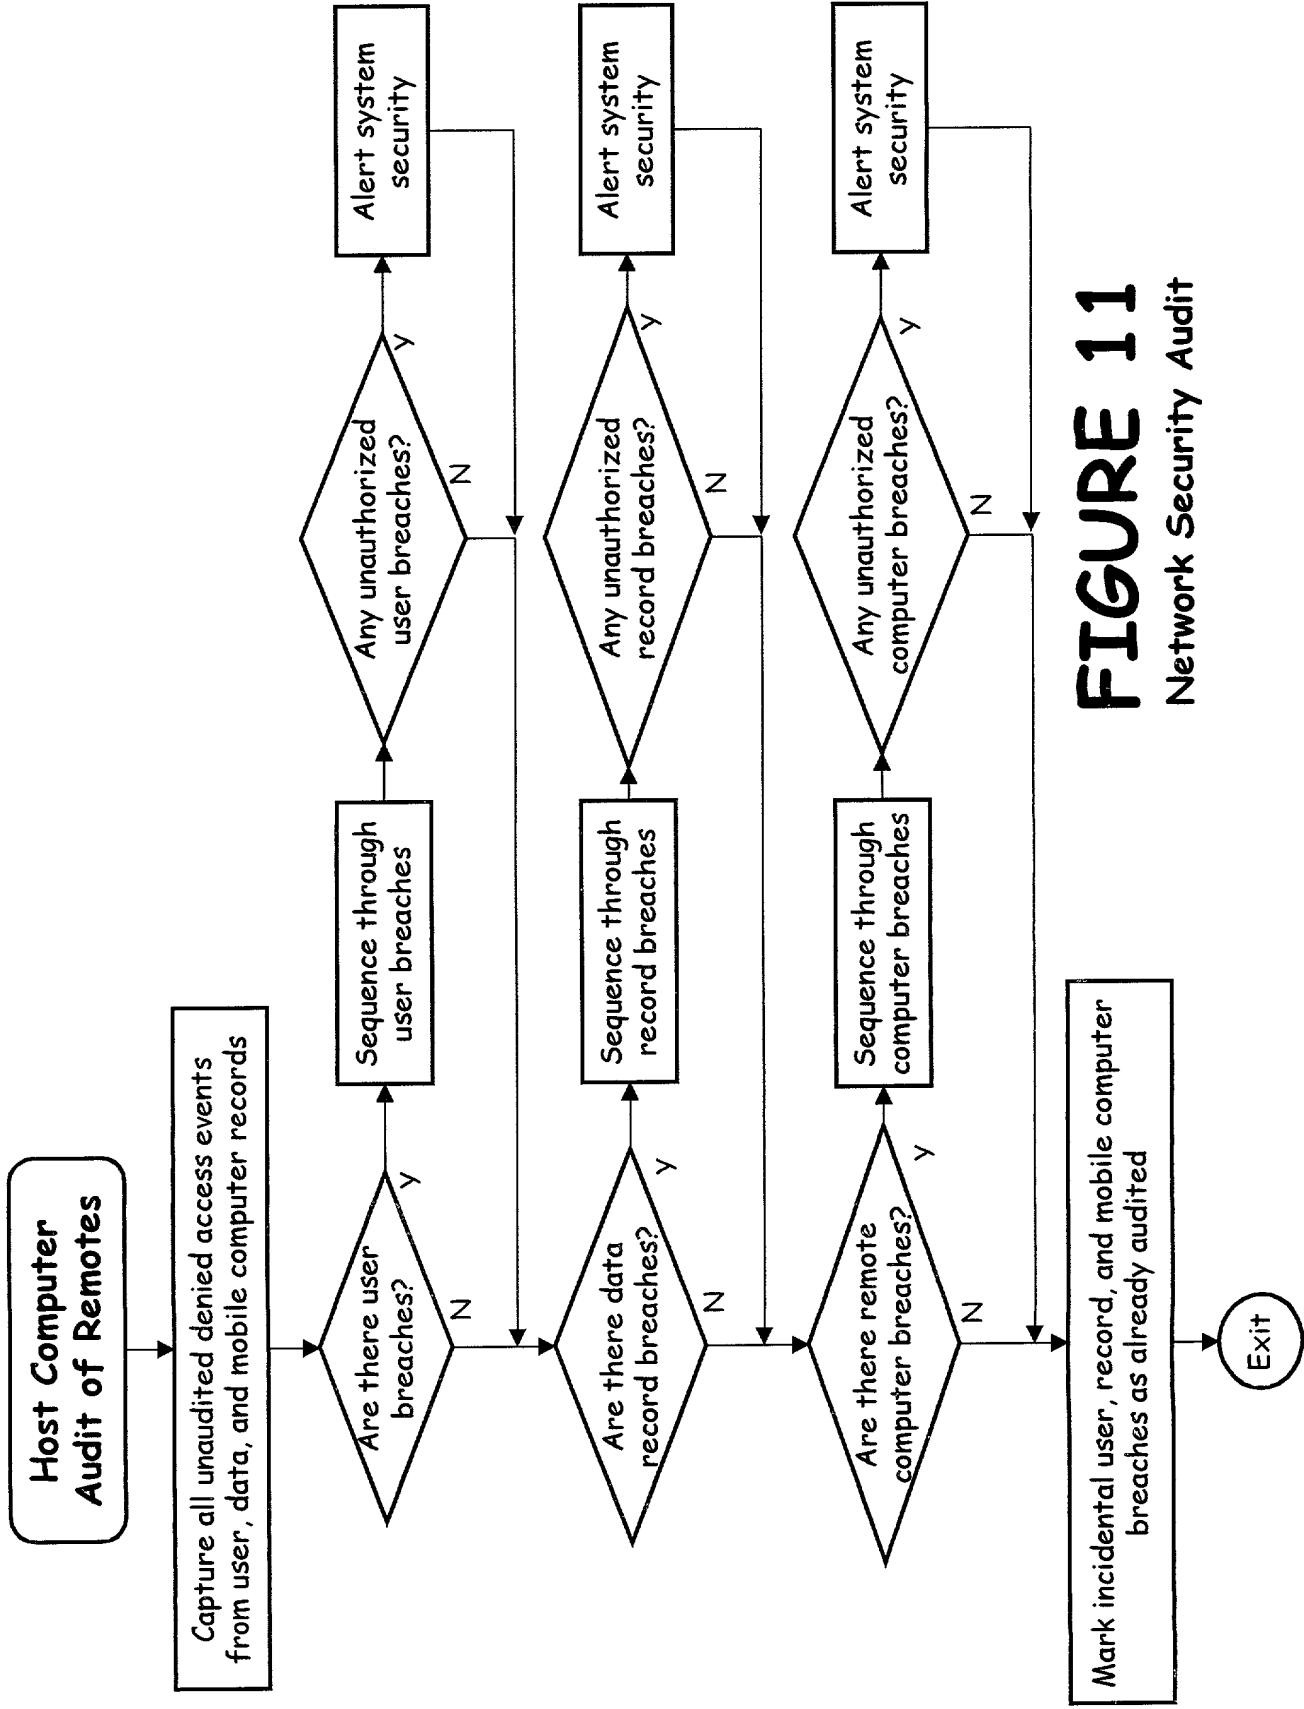 Host Computer
Audit of Remotes
Capture all unaudited denied access events
from user, data, and mobile computer records
Are there user
breaches?
Y
N
Sequence through
user breaches
Any unauthorized
user breaches?
Y
N
Alert system
security
Are there data
record breaches?
Y
N
Sequence through
record breaches
Any unauthorized
record breaches?
Y
N
Alert system
security
Are there remote
computer breaches?
Y
N
Sequence through
computer breaches
Any unauthorized
computer breaches?
Y
N
Alert system
security
Mark incidental user, record, and mobile computer
breaches as already audited
Exit
FIGURE 11
Network Security Audit